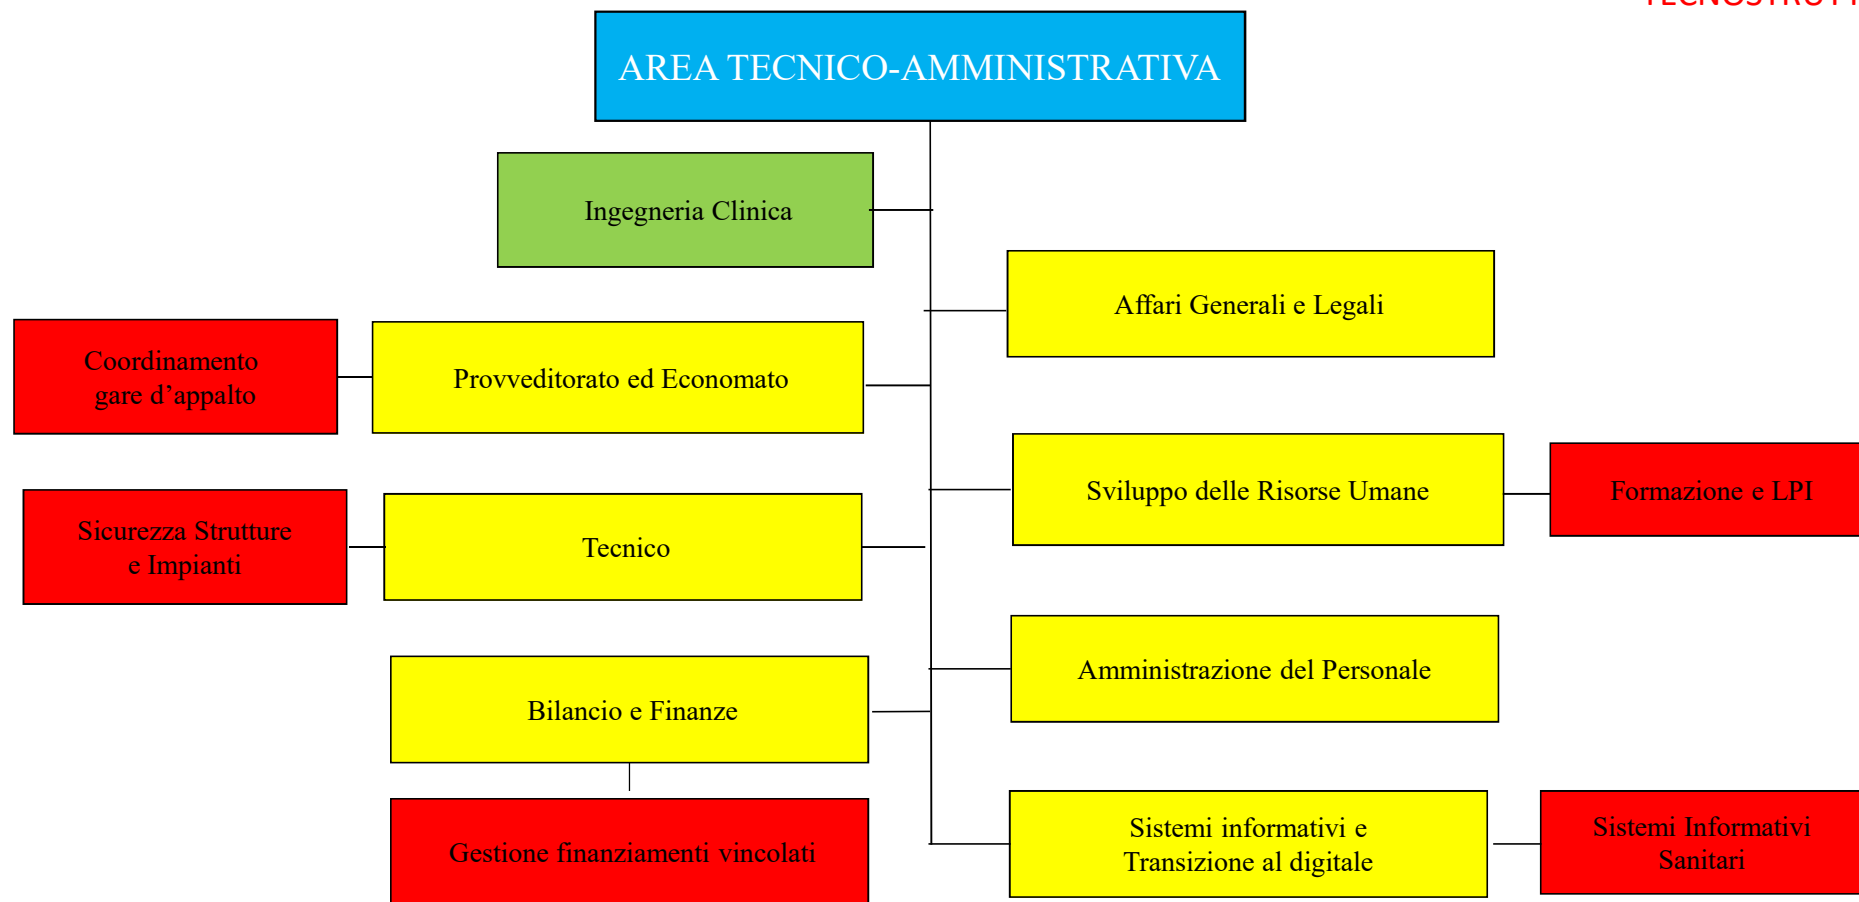 AREA TECNICO-AMMINISTRATIVA
Ingegneria Clinica
Affari Generali e Legali
Coordinamento
gare d’appalto
Provveditorato ed Economato
Sviluppo delle Risorse Umane
Formazione e LPI
Sicurezza Strutture
e Impianti
Tecnico
Amministrazione del Personale
Bilancio e Finanze
Gestione finanziamenti vincolati
Sistemi informativi e
Transizione al digitale
Sistemi Informativi
Sanitari